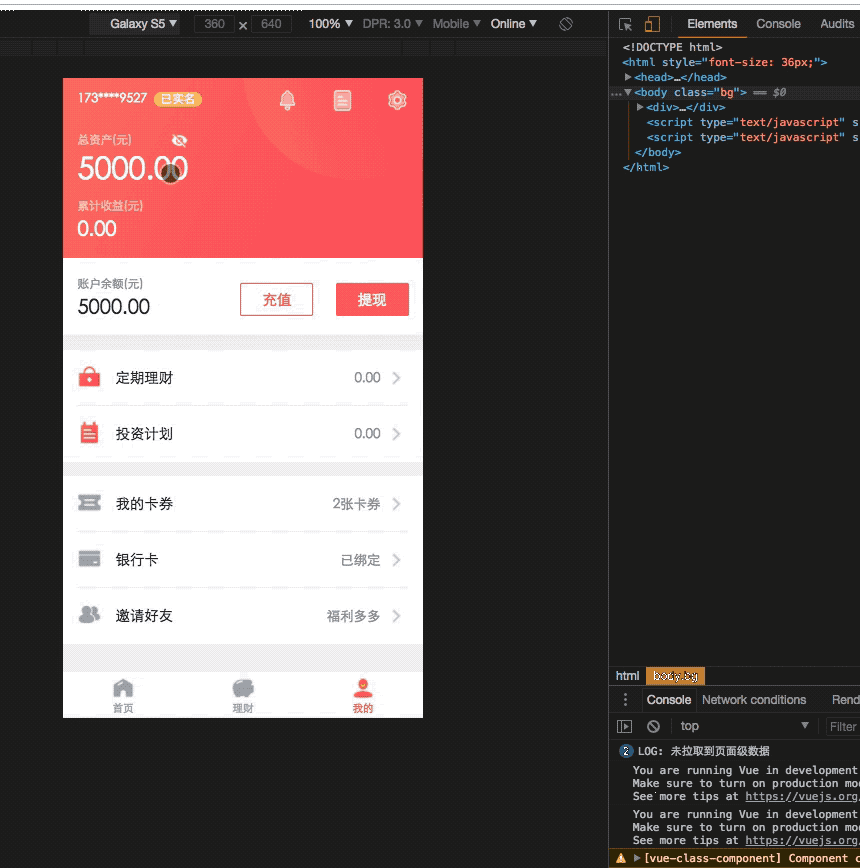 Galaxy S5 ▼ 360 × 640 100% ▼ DPR: 3.0 ▼ Mobile ▼ Online ▼
Elements Console Audits
<!DOCTYPE html>
<html style="font-size: 36px;">
▶<head>…</head>
…▼<body class="bg"> == $0
▶<div>…</div>
<script type="text/javascript" s
<script type="text/javascript" s
</body>
</html>
173****9527 已实名
总资产(元)
5000.00
累计收益(元)
0.00
账户余额(元)
5000.00
充值 提现
定期理财 0.00
投资计划 0.00
我的卡券 2张卡券
银行卡 已绑定
邀请好友 福利多多
首页 理财 我的
html body.bg
Console Network conditions Rend
top ▼ Filter
2 LOG: 未拉取到页面级数据
You are running Vue in development
Make sure to turn on production mo
See more tips at https://vuejs.org
You are running Vue in development
Make sure to turn on production mo
See more tips at https://vuejs.org
▶[vue-class-component] Component c